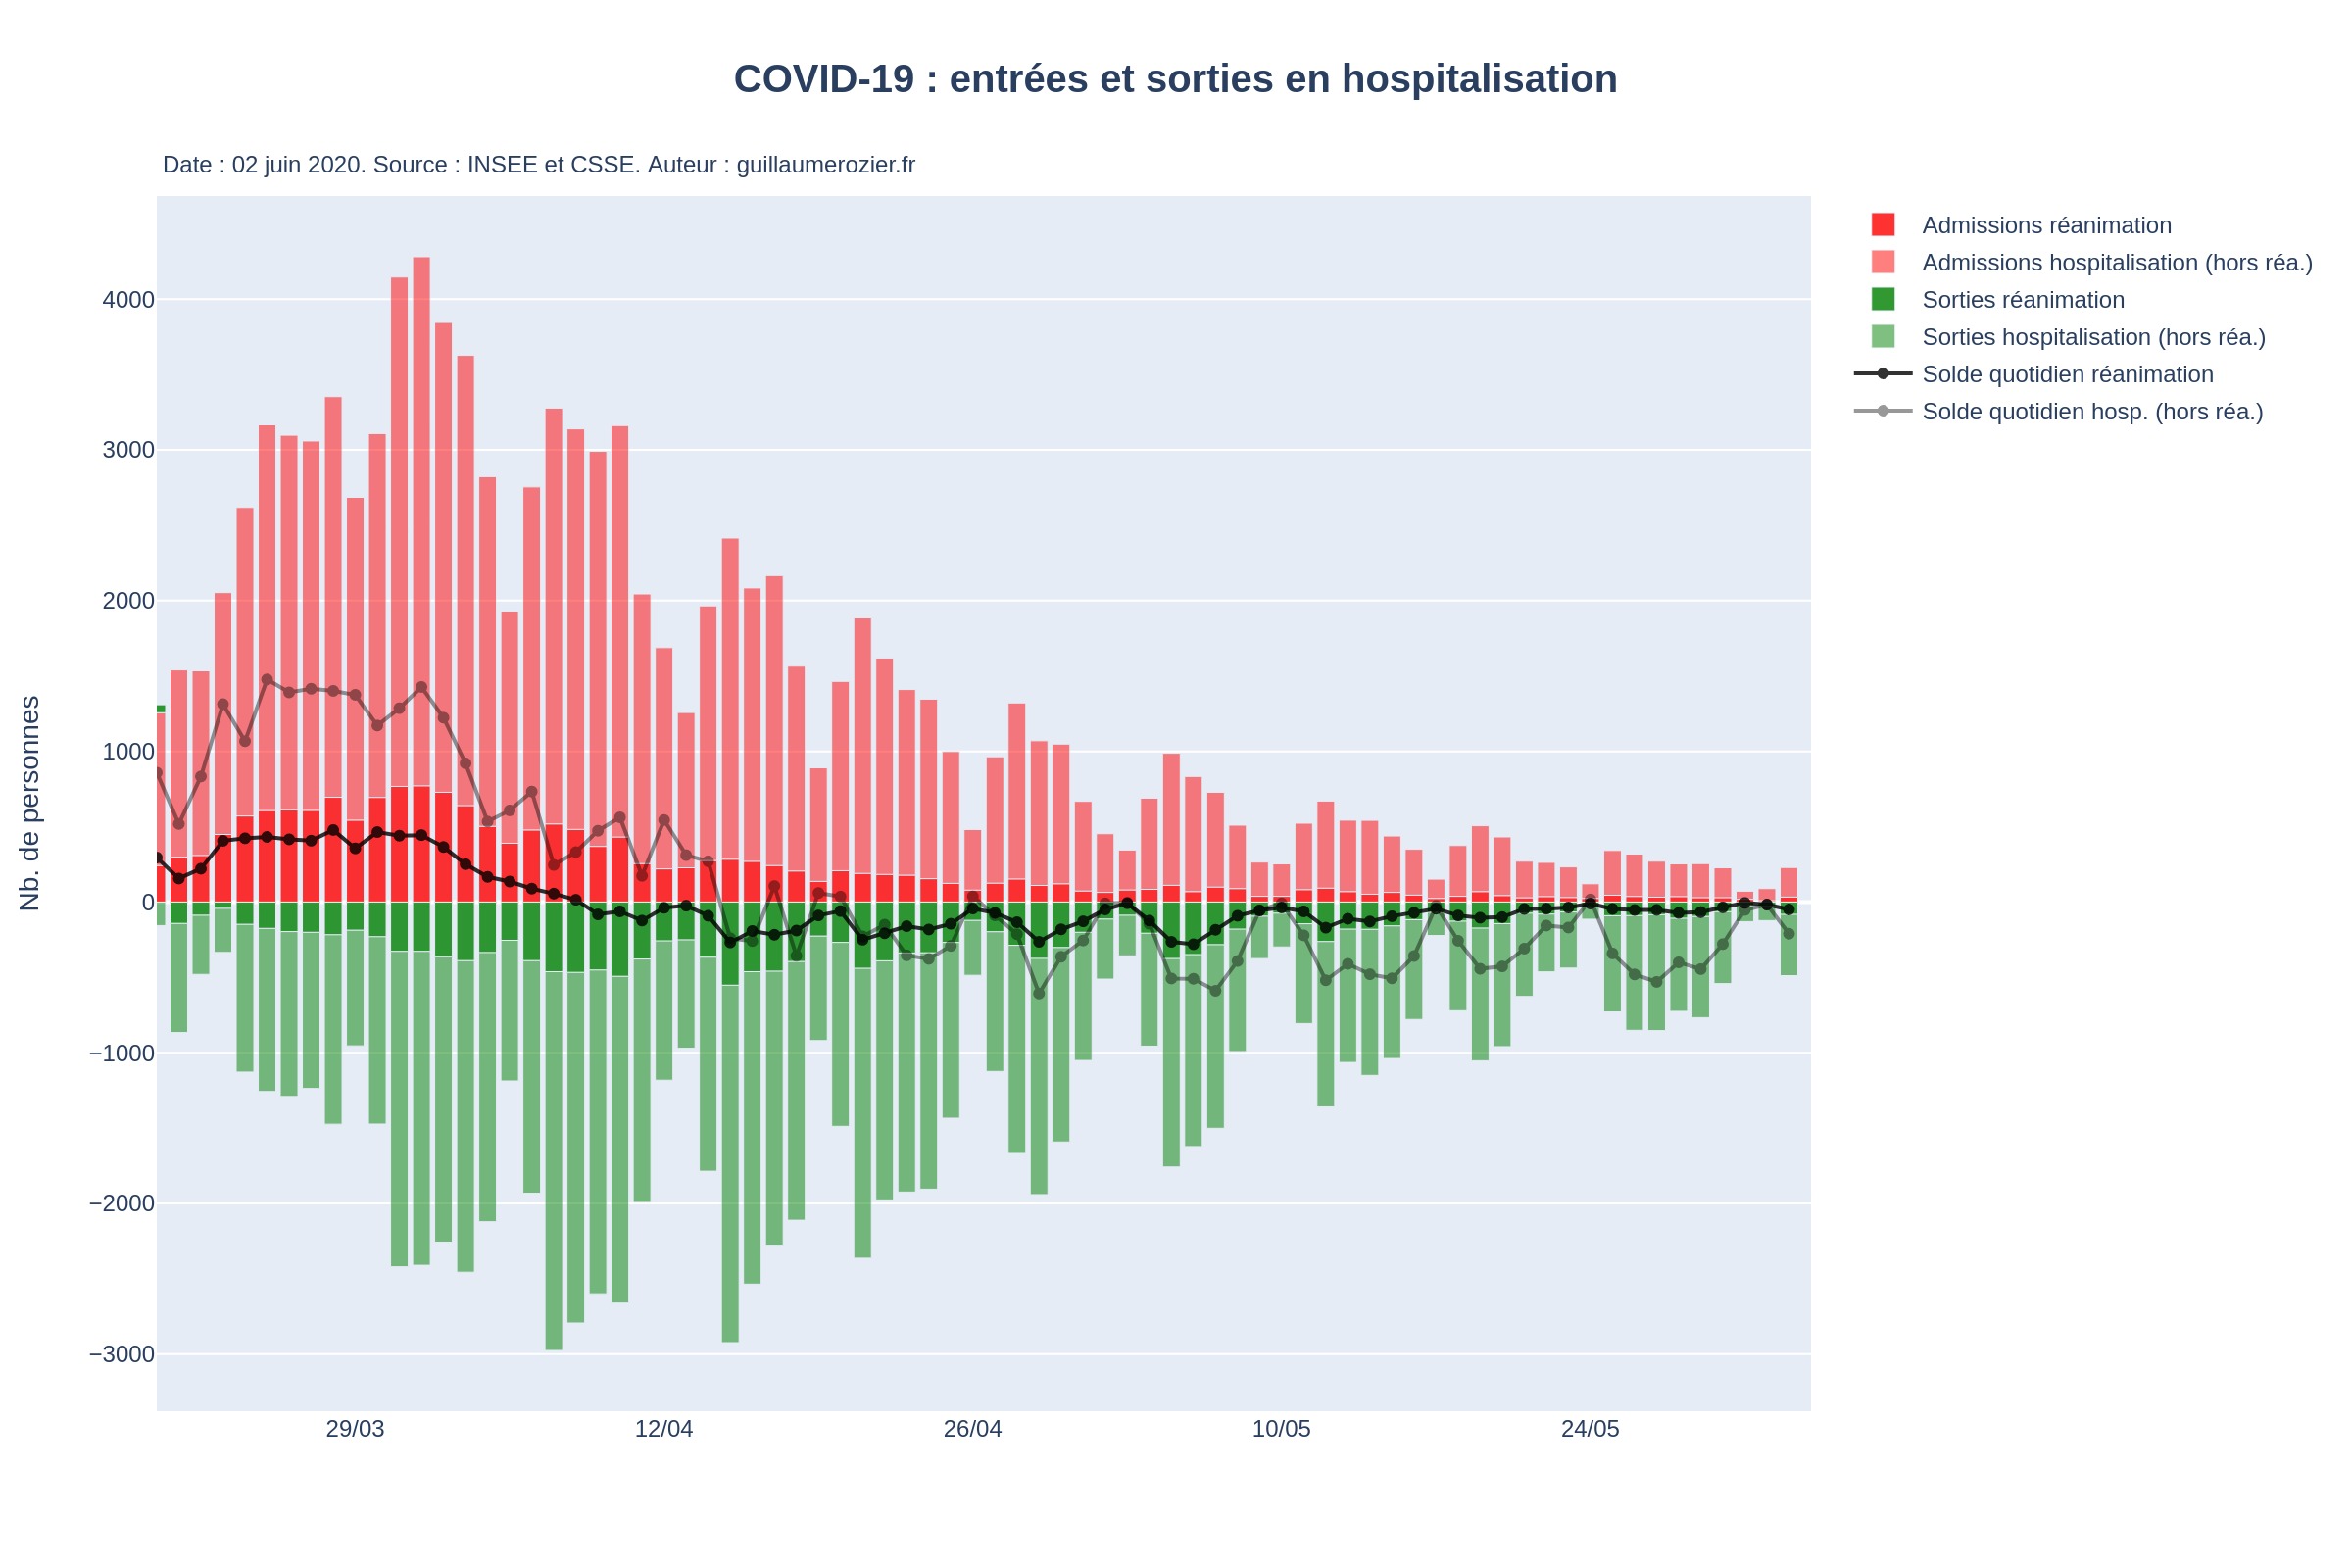 COVID-19 : entrées et sorties en hospitalisation
Date : 02 juin 2020. Source : INSEE et CSSE. Auteur : guillaumerozier.fr
Admissions réanimation
Admissions hospitalisation (hors réa.)
Sorties réanimation
Sorties hospitalisation (hors réa.)
Solde quotidien réanimation
Solde quotidien hosp. (hors réa.)
Nb. de personnes
4000
3000
2000
1000
0
−1000
−2000
−3000
29/03 12/04 26/04 10/05 24/05